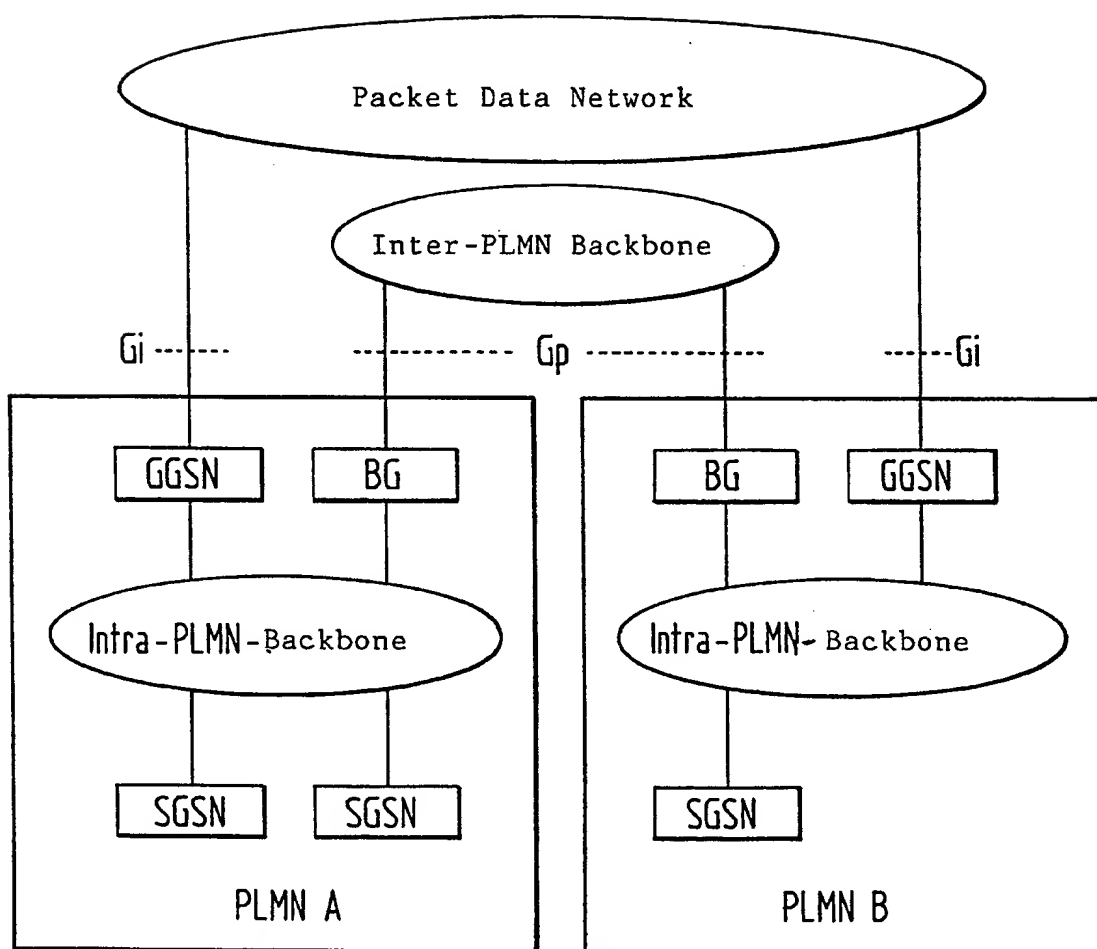 Packet Data Network
Inter-PLMN Backbone
Gi
Gp
Gi
GGSN
BG
BG
GGSN
Intra-PLMN-Backbone
Intra-PLMN-Backbone
SGSN
SGSN
SGSN
PLMN A
PLMN B